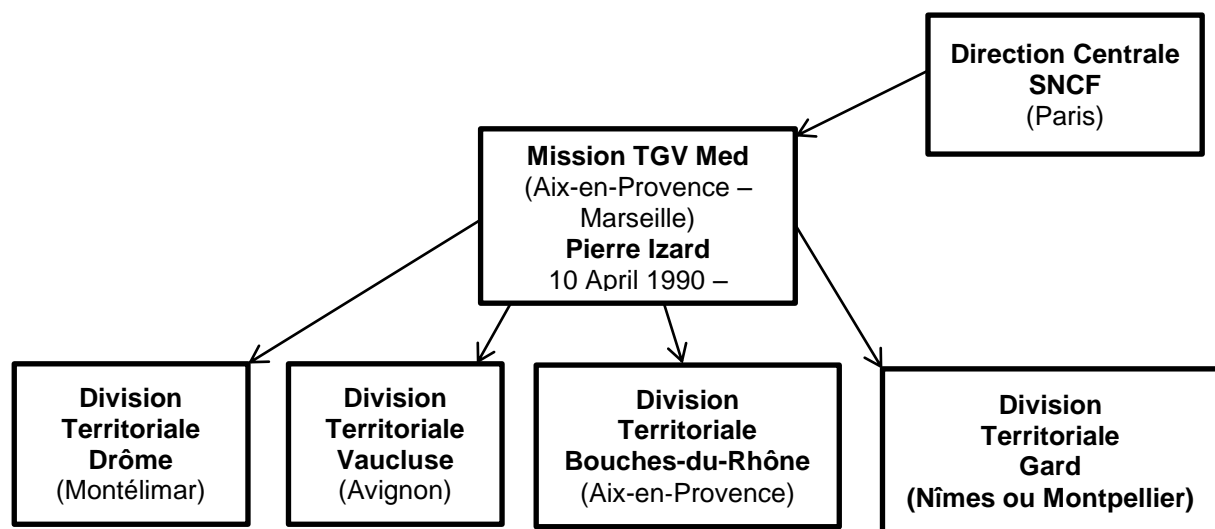 Direction Centrale
SNCF
(Paris)
Mission TGV Med
(Aix-en-Provence –
Marseille)
Pierre Izard
10 April 1990 –
Division
Territoriale
Drôme
(Montélimar)
Division
Territoriale
Vaucluse
(Avignon)
Division
Territoriale
Bouches-du-Rhône
(Aix-en-Provence)
Division
Territoriale
Gard
(Nîmes ou Montpellier)